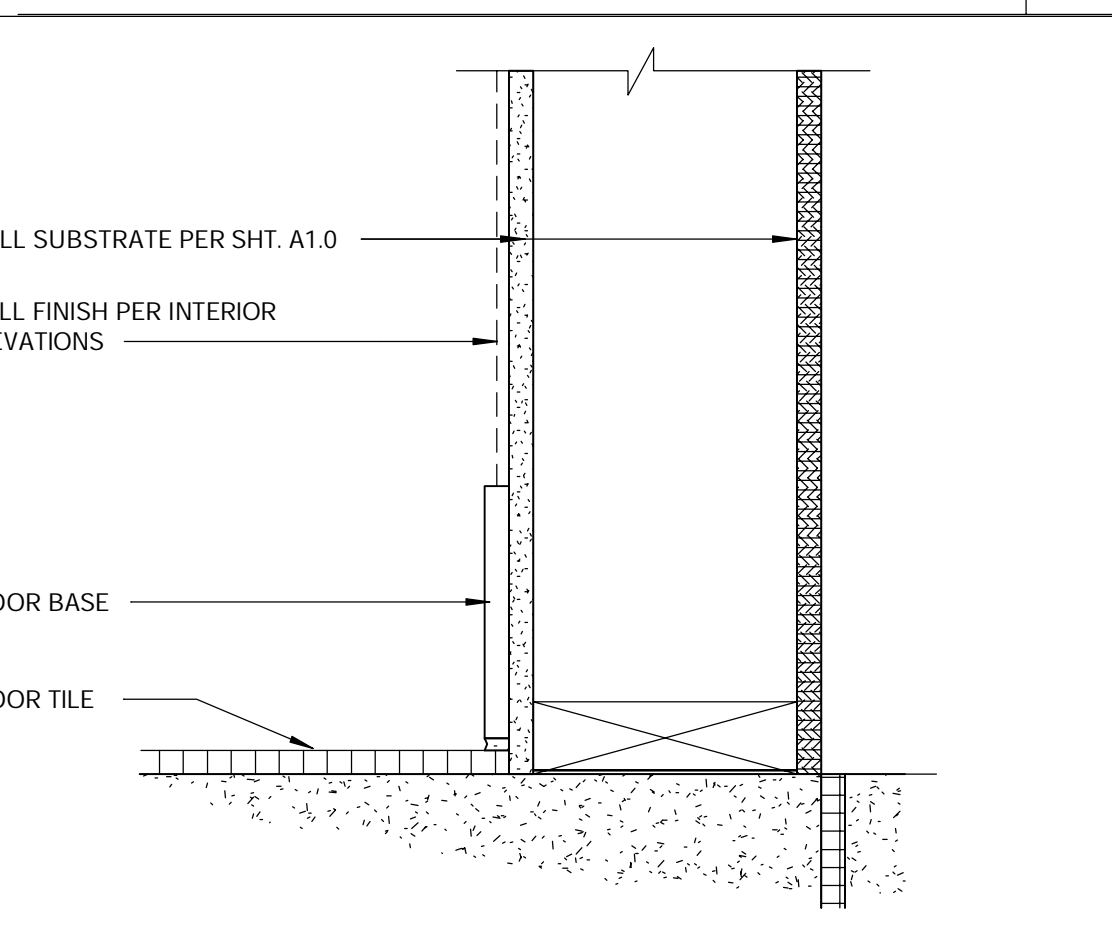 LL SUBSTRATE PER SHT. A1.0
LL FINISH PER INTERIOR
EVATIONS
OOR BASE
OOR TILE